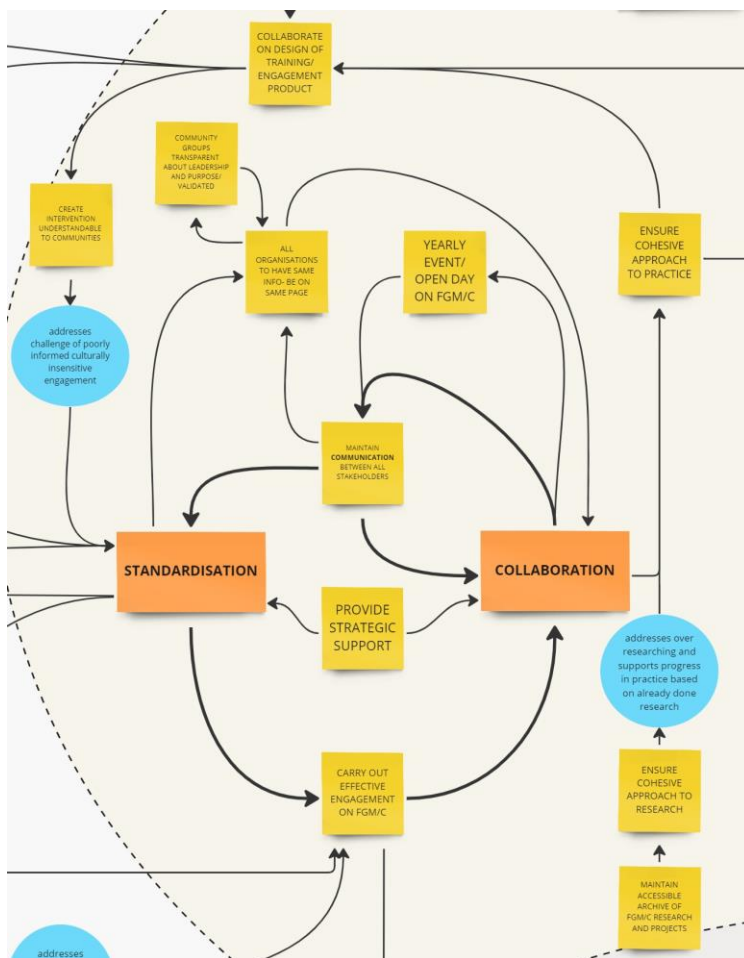 COLLABORATE
ON DESIGN OF
TRAINING/
ENGAGEMENT
PRODUCT
COMMUNITY
GROUPS
TRANSPARENT
ABOUT LEADERSHIP
AND PURPOSE/
VALIDATED
CREATE
INTERVENTION
UNDERSTANDABLE
TO COMMUNITIES
ALL
ORGANISATIONS
TO HAVE SAME
INFO- BE ON
SAME PAGE
YEARLY
EVENT/
OPEN DAY
ON FGM/C
ENSURE
COHESIVE
APPROACH
TO PRACTICE
addresses
challenge of poorly
informed culturally
insensitive
engagement
MAINTAIN
COMMUNICATION
BETWEEN ALL
STAKEHOLDERS
STANDARDISATION
COLLABORATION
PROVIDE
STRATEGIC
SUPPORT
addresses over
researching and
supports progress
in practice based
on already done
research
CARRY OUT
EFFECTIVE
ENGAGEMENT
ON FGM/C
ENSURE
COHESIVE
APPROACH TO
RESEARCH
MAINTAIN
ACCESSIBLE
ARCHIVE OF
FGM/C RESEARCH
AND PROJECTS
addresses